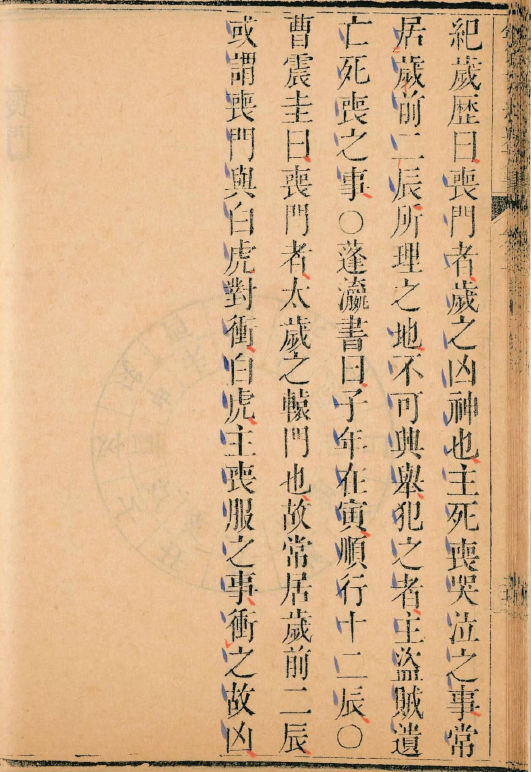 紀歲歷曰喪門者歲之凶神也主死喪哭泣之事常
居歲前二辰所理之地不可興舉犯之者主盜賊遺
亡死喪之事○蓬瀛書曰子年在寅順行十二辰○
曹震圭曰喪門者太歲之轅門也故常居歲前二辰
或謂喪門與白虎對衝白虎主喪服之事衝之故凶